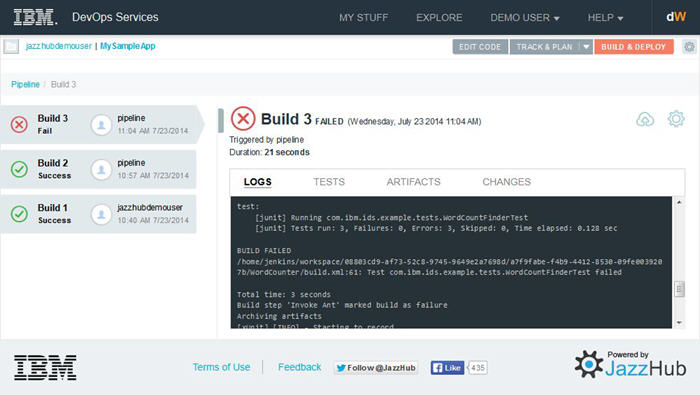 IBM. DevOps Services MY STUFF EXPLORE DEMO USER HELP dW
jazzhubdemouser | MySampleApp EDIT CODE TRACK & PLAN BUILD & DEPLOY
Pipeline / Build 3
Build 3 pipeline
Fail 11:04 AM 7/23/2014
Build 2 pipeline
Success 10:57 AM 7/23/2014
Build 1 jazzhubdemouser
Success 10:40 AM 7/23/2014
Build 3 FAILED (Wednesday, July 23 2014 11:04 AM)
Triggered by pipeline
Duration: 21 seconds
LOGS TESTS ARTIFACTS CHANGES
test:
[junit] Running com.ibm.ids.example.tests.WordCountFinderTest
[junit] Tests run: 3, Failures: 0, Errors: 3, Skipped: 0, Time elapsed: 0.128 sec
BUILD FAILED
/home/jenkins/workspace/08803cd9-af73-52c8-9745-9649e2a7698d/a7f9fabe-f4b9-4412-8530-09fe003920
7b/WordCounter/build.xml:61: Test com.ibm.ids.example.tests.WordCountFinderTest failed
Total time: 3 seconds
Build step 'Invoke Ant' marked build as failure
Archiving artifacts
[xUnit] [INFO] - Starting to record.
IBM Terms of Use Feedback Follow @JazzHub Like 435
Powered by
JazzHub